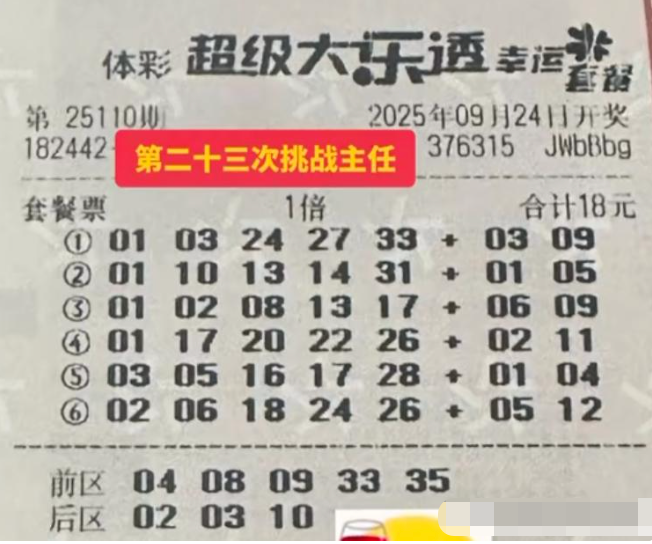 体彩 超级大乐透 幸运套餐
第 25110期 2025年09月24日开奖
182442- 第二十三次挑战主任 376315 JWbBbg
套餐票 1倍 合计18元
① 01 03 24 27 33 + 03 09
② 01 10 13 14 31 + 01 05
③ 01 02 08 13 17 + 06 09
④ 01 17 20 22 26 + 02 11
⑤ 03 05 16 17 28 + 01 04
⑥ 02 06 18 24 26 + 05 12
前区 04 08 09 33 35
后区 02 03 10